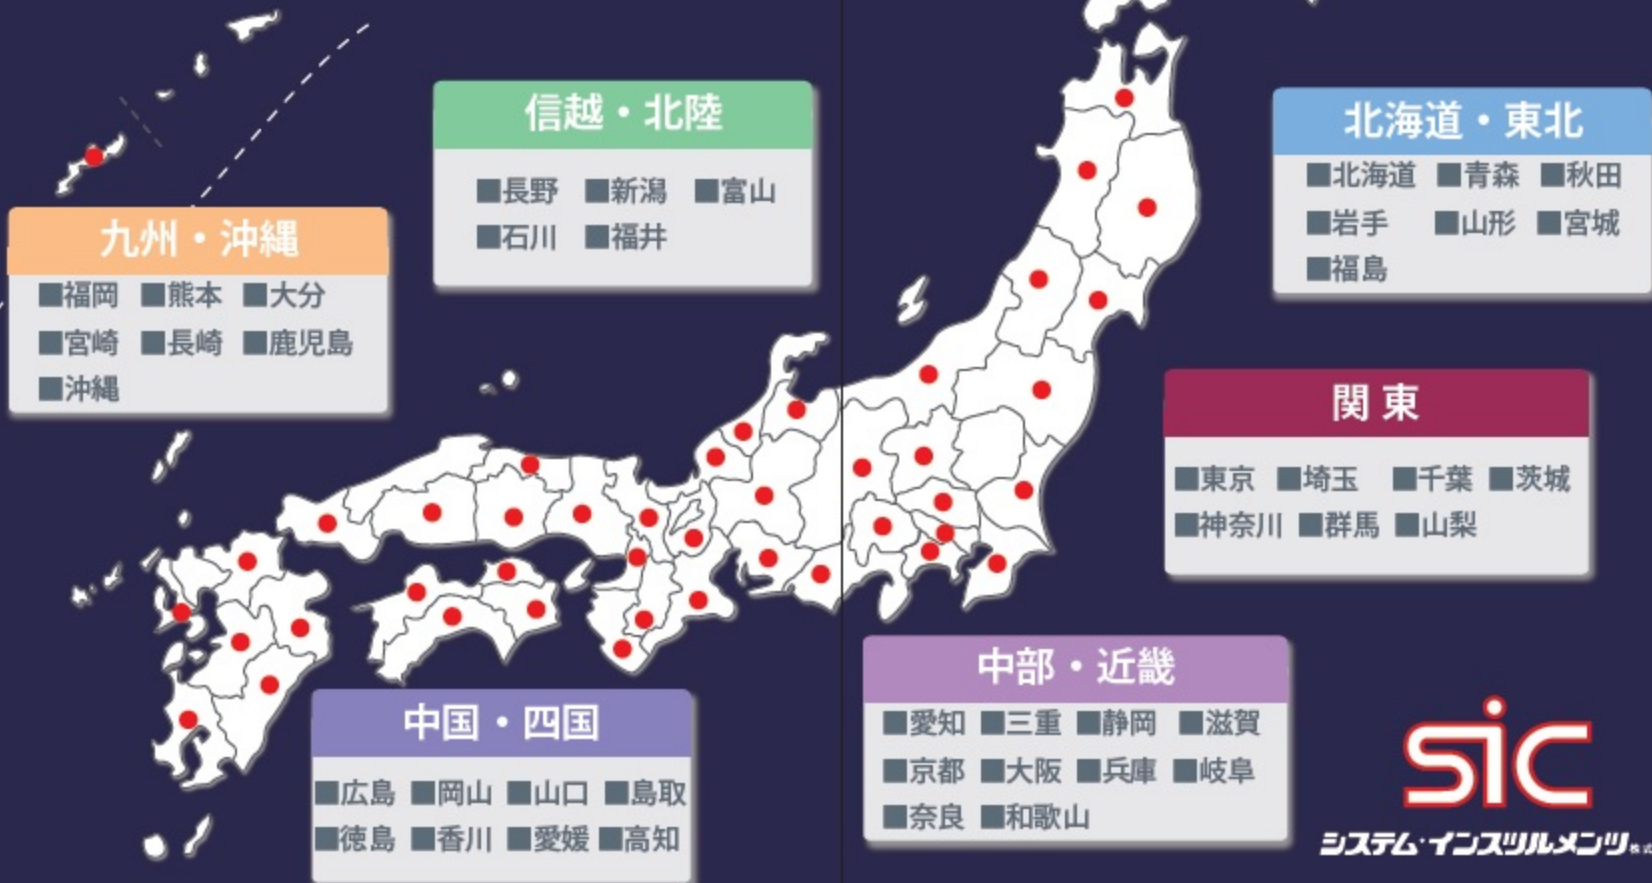 信越・北陸
■長野 ■新潟 ■富山
■石川 ■福井
北海道・東北
■北海道 ■青森 ■秋田
■岩手 ■山形 ■宮城
■福島
九州・沖縄
■福岡 ■熊本 ■大分
■宮崎 ■長崎 ■鹿児島
■沖縄
関東
■東京 ■埼玉 ■千葉 ■茨城
■神奈川 ■群馬 ■山梨
中部・近畿
■愛知 ■三重 ■静岡 ■滋賀
■京都 ■大阪 ■兵庫 ■岐阜
■奈良 ■和歌山
中国・四国
■広島 ■岡山 ■山口 ■島取
■徳島 ■香川 ■愛媛 ■高知
sic
システム・インスツルメンツ株式